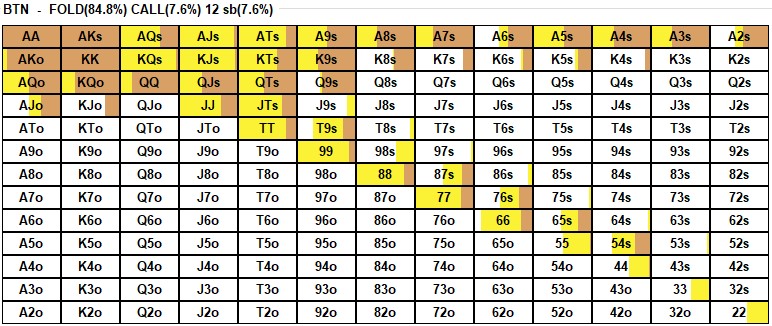 BTN - FOLD(84.8%) CALL(7.6%) 12 sb(7.6%)
AA AKs AQs AJs ATs A9s A8s A7s A6s A5s A4s A3s A2s
AKo KK KQs KJs KTs K9s K8s K7s K6s K5s K4s K3s K2s
AQo KQo QQ QJs QTs Q9s Q8s Q7s Q6s Q5s Q4s Q3s Q2s
AJo KJo QJo JJ JTs J9s J8s J7s J6s J5s J4s J3s J2s
ATo KTo QTo JTo TT T9s T8s T7s T6s T5s T4s T3s T2s
A9o K9o Q9o J9o T9o 99 98s 97s 96s 95s 94s 93s 92s
A8o K8o Q8o J8o T8o 98o 88 87s 86s 85s 84s 83s 82s
A7o K7o Q7o J7o T7o 97o 87o 77 76s 75s 74s 73s 72s
A6o K6o Q6o J6o T6o 96o 86o 76o 66 65s 64s 63s 62s
A5o K5o Q5o J5o T5o 95o 85o 75o 65o 55 54s 53s 52s
A4o K4o Q4o J4o T4o 94o 84o 74o 64o 54o 44 43s 42s
A3o K3o Q3o J3o T3o 93o 83o 73o 63o 53o 43o 33 32s
A2o K2o Q2o J2o T2o 92o 82o 72o 62o 52o 42o 32o 22